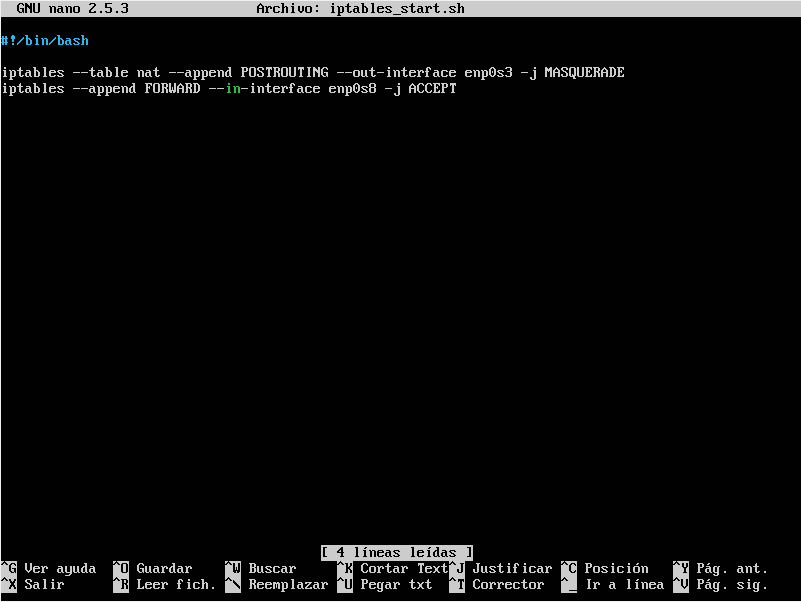 GNU nano 2.5.3 Archivo: iptables_start.sh
#!/bin/bash
iptables --table nat --append POSTROUTING --out-interface enp0s3 -j MASQUERADE
iptables --append FORWARD --in-interface enp0s8 -j ACCEPT
[ 4 líneas leídas ]
^G Ver ayuda ^O Guardar ^W Buscar ^K Cortar Text^J Justificar ^C Posición ^Y Pág. ant.
^X Salir ^R Leer fich. ^\ Reemplazar ^U Pegar txt ^T Corrector ^_ Ir a línea ^V Pág. sig.